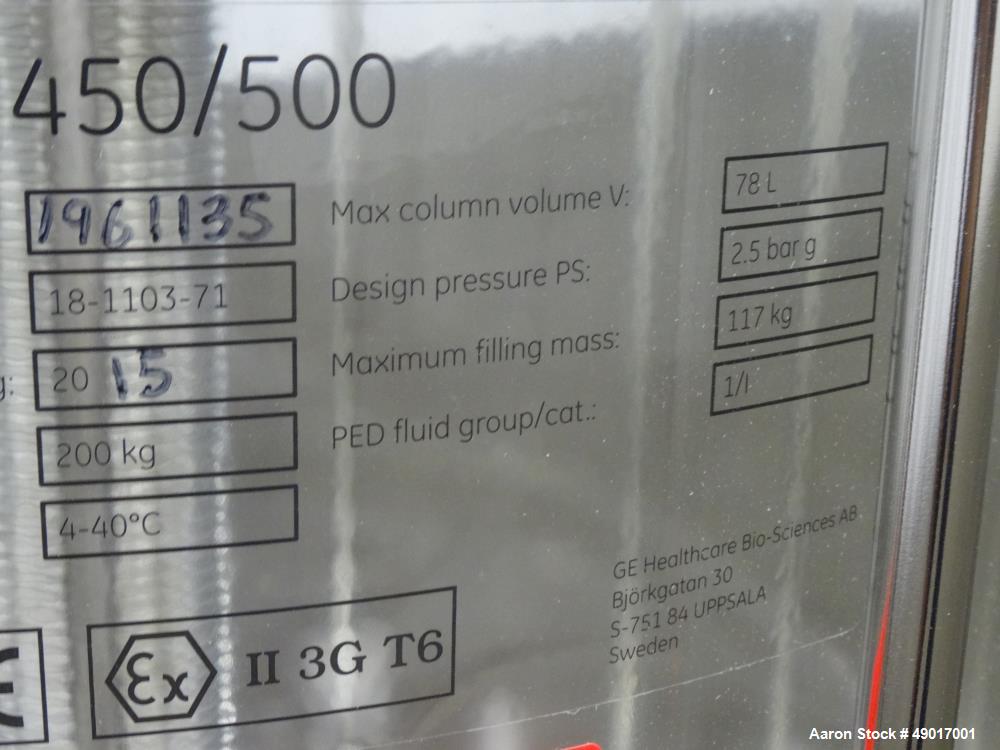 450/500
1961135
18-1103-71
g: 20 15
200 kg
4-40°C
Max column volume V: 78 L
Design pressure PS: 2.5 bar g
Maximum filling mass: 117 kg
PED fluid group/cat.: 1/I
GE Healthcare Bio-Sciences AB
Björkgatan 30
S-751 84 UPPSALA
Sweden
Ɛx II 3G T6
Aaron Stock # 49017001